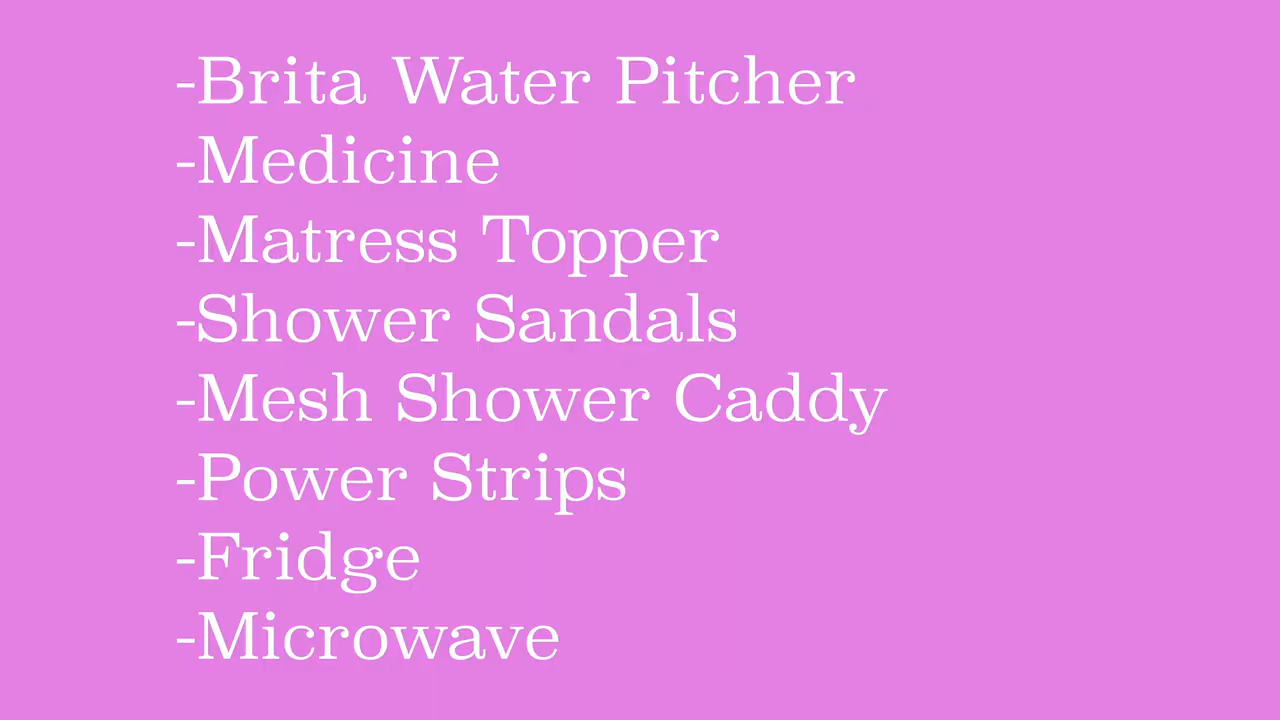 -Brita Water Pitcher
-Medicine
-Matress Topper
-Shower Sandals
-Mesh Shower Caddy
-Power Strips
-Fridge
-Microwave